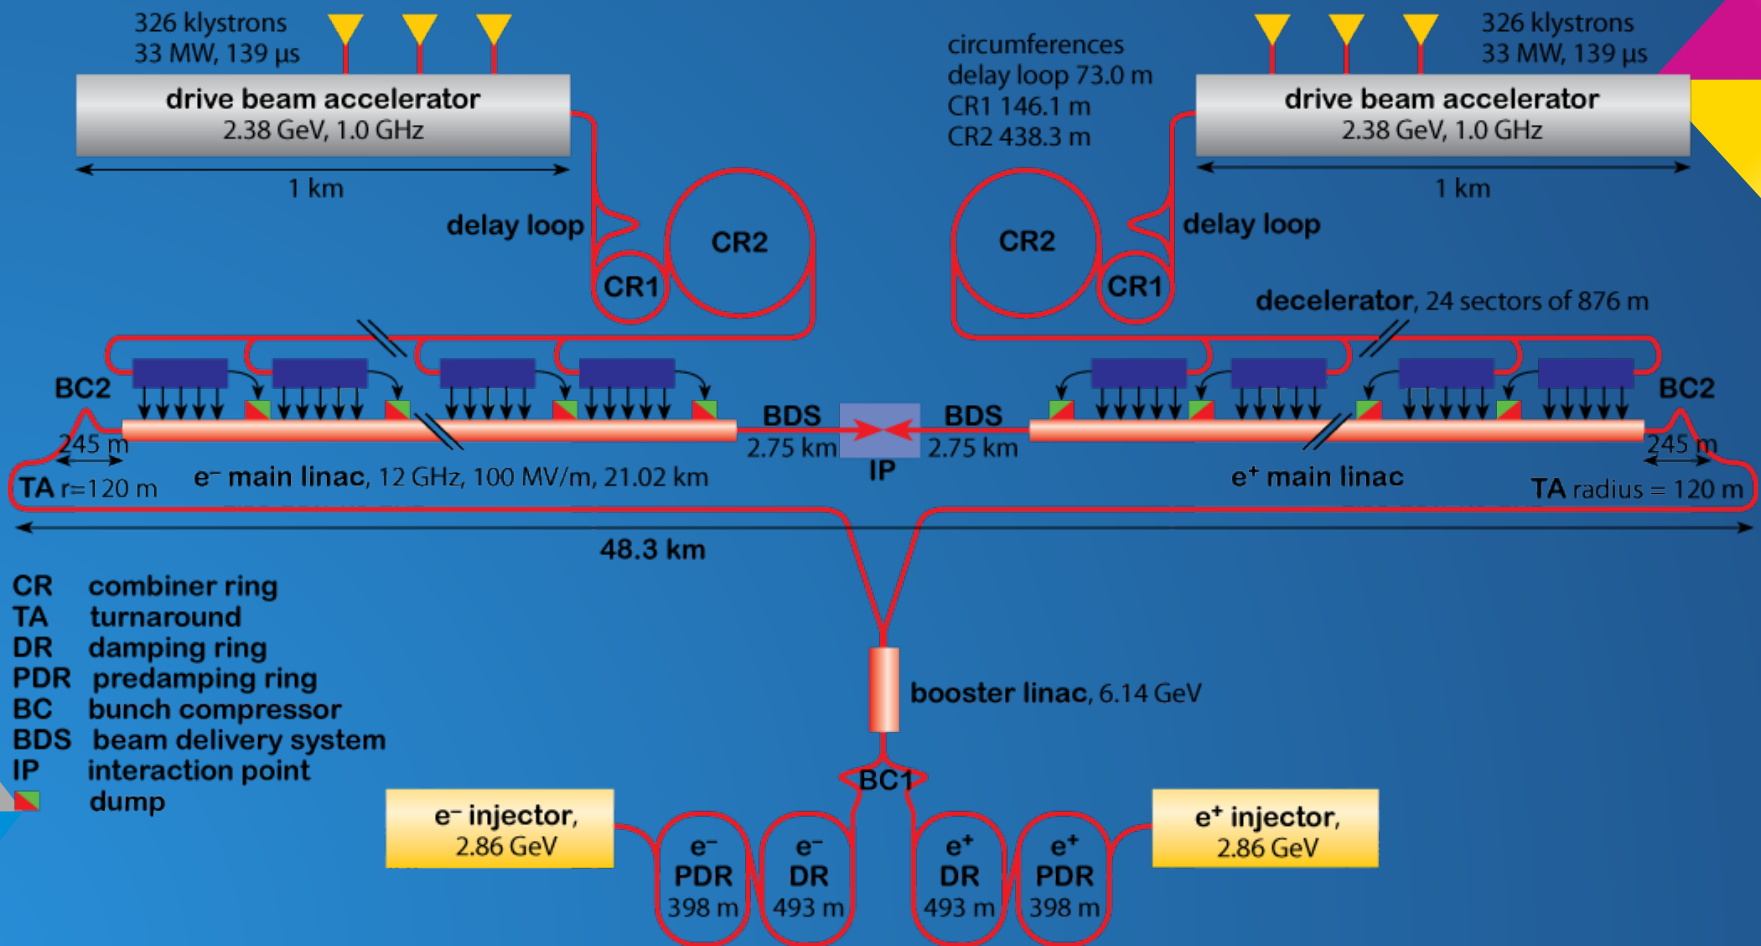 326 klystrons
33 MW, 139 μs
drive beam accelerator
2.38 GeV, 1.0 GHz
1 km
circumferences
delay loop 73.0 m
CR1 146.1 m
CR2 438.3 m
326 klystrons
33 MW, 139 μs
drive beam accelerator
2.38 GeV, 1.0 GHz
1 km
delay loop
CR2
CR1
CR2
CR1
delay loop
decelerator, 24 sectors of 876 m
BC2
245 m
TA r=120 m
e⁻ main linac, 12 GHz, 100 MV/m, 21.02 km
BDS
2.75 km
IP
BDS
2.75 km
e⁺ main linac
BC2
245 m
TA radius = 120 m
48.3 km
CR combiner ring
TA turnaround
DR damping ring
PDR predamping ring
BC bunch compressor
BDS beam delivery system
IP interaction point
dump
booster linac, 6.14 GeV
BC1
e⁻ injector,
2.86 GeV
e⁻
PDR
398 m
e⁻
DR
493 m
e⁺
DR
493 m
e⁺
PDR
398 m
e⁺ injector,
2.86 GeV